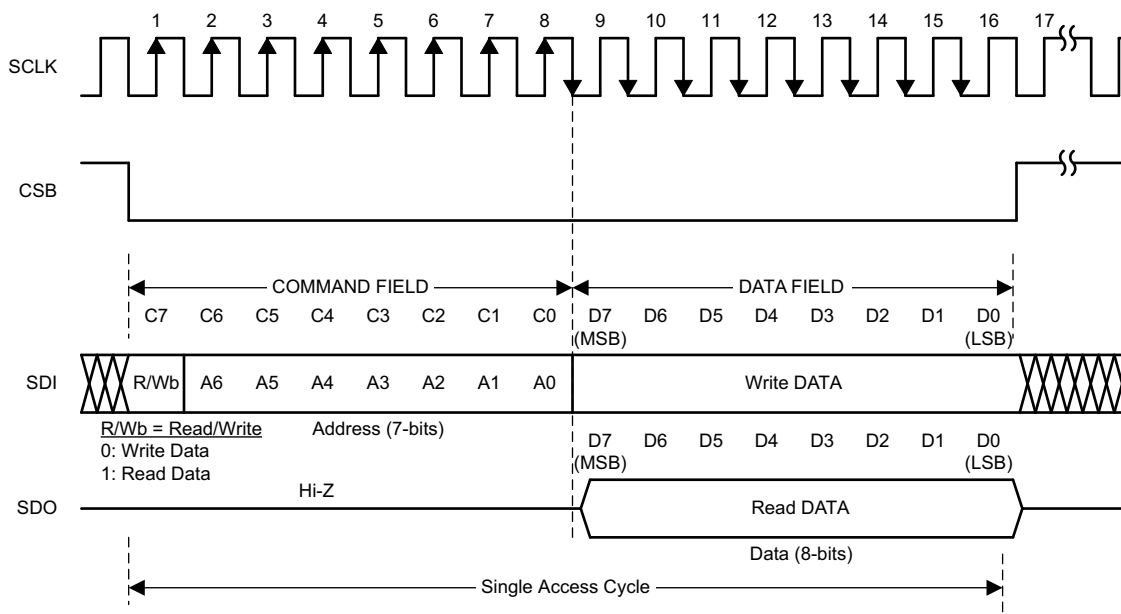 1 2 3 4 5 6 7 8 9 10 11 12 13 14 15 16 17
SCLK
CSB
COMMAND FIELD DATA FIELD
C7 C6 C5 C4 C3 C2 C1 C0 D7 D6 D5 D4 D3 D2 D1 D0
(MSB) (LSB)
SDI R/Wb A6 A5 A4 A3 A2 A1 A0 Write DATA
R/Wb = Read/Write Address (7-bits)
0: Write Data
1: Read Data
D7 D6 D5 D4 D3 D2 D1 D0
(MSB) (LSB)
Hi-Z
SDO Read DATA
Data (8-bits)
Single Access Cycle